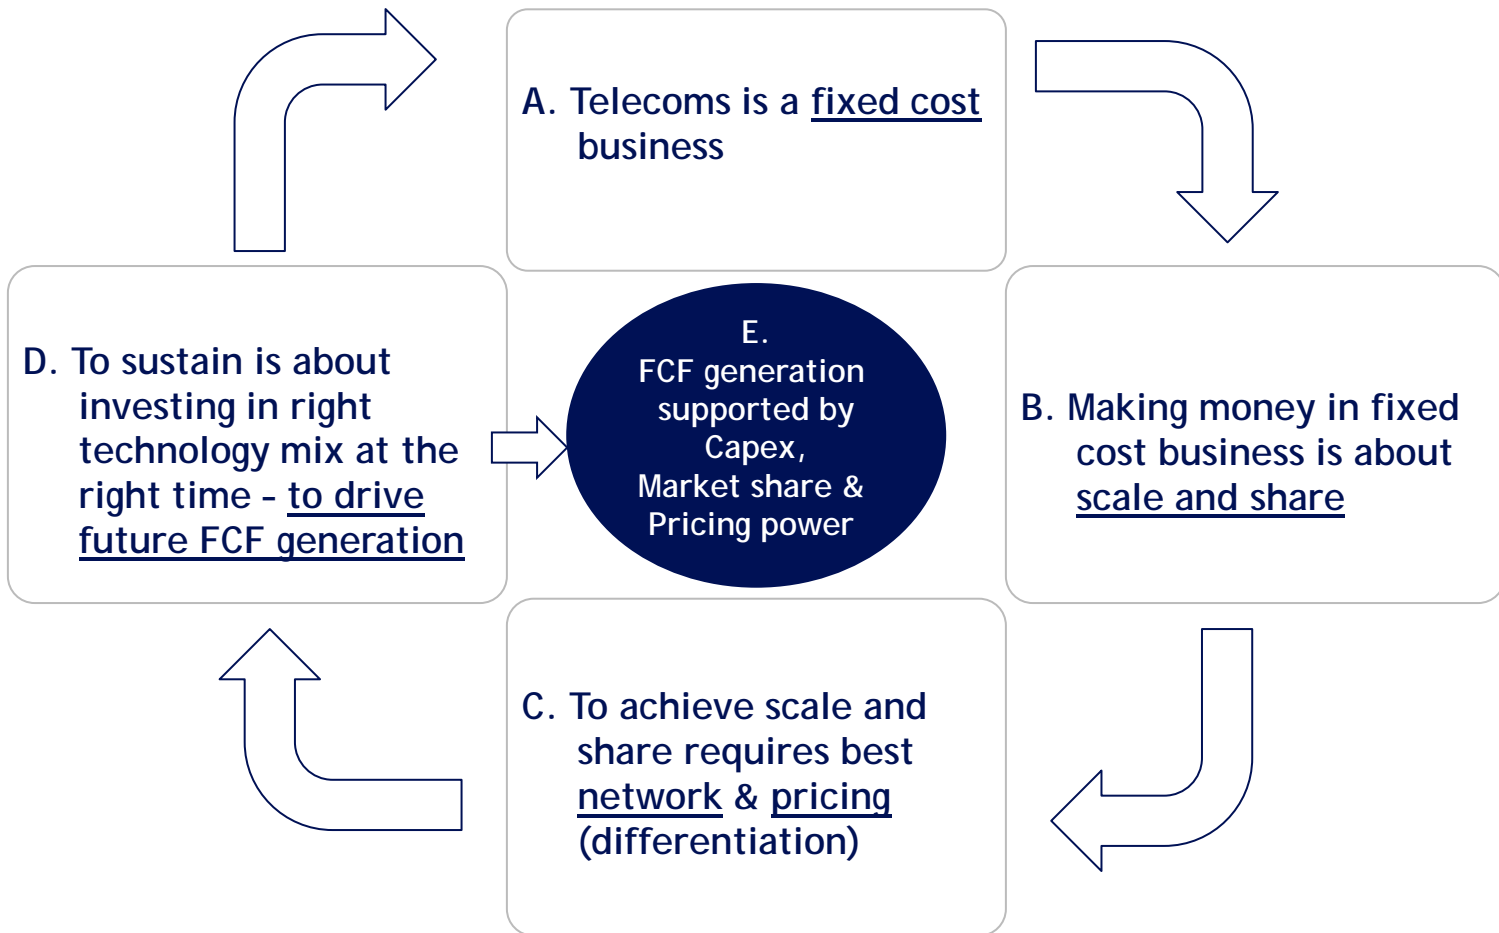 A. Telecoms is a fixed cost
business
B. Making money in fixed
cost business is about
scale and share
C. To achieve scale and
share requires best
network & pricing
(differentiation)
D. To sustain is about
investing in right
technology mix at the
right time - to drive
future FCF generation
E.
FCF generation
supported by
Capex,
Market share &
Pricing power